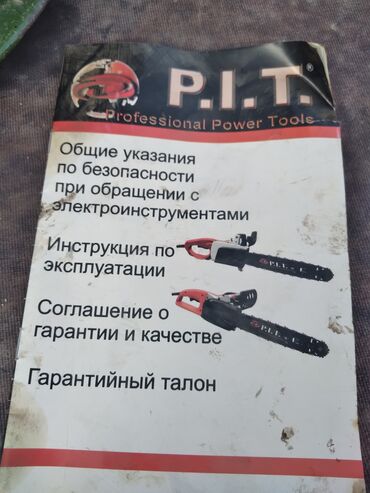 P.I.T.®
Professional Power Tools
Общие указания
по безопасности
при обращении с
электроинструментами
Инструкция по
эксплуатации
P.I.T.
Соглашение о
гарантии и качестве
P.I.T.
Гарантийный талон